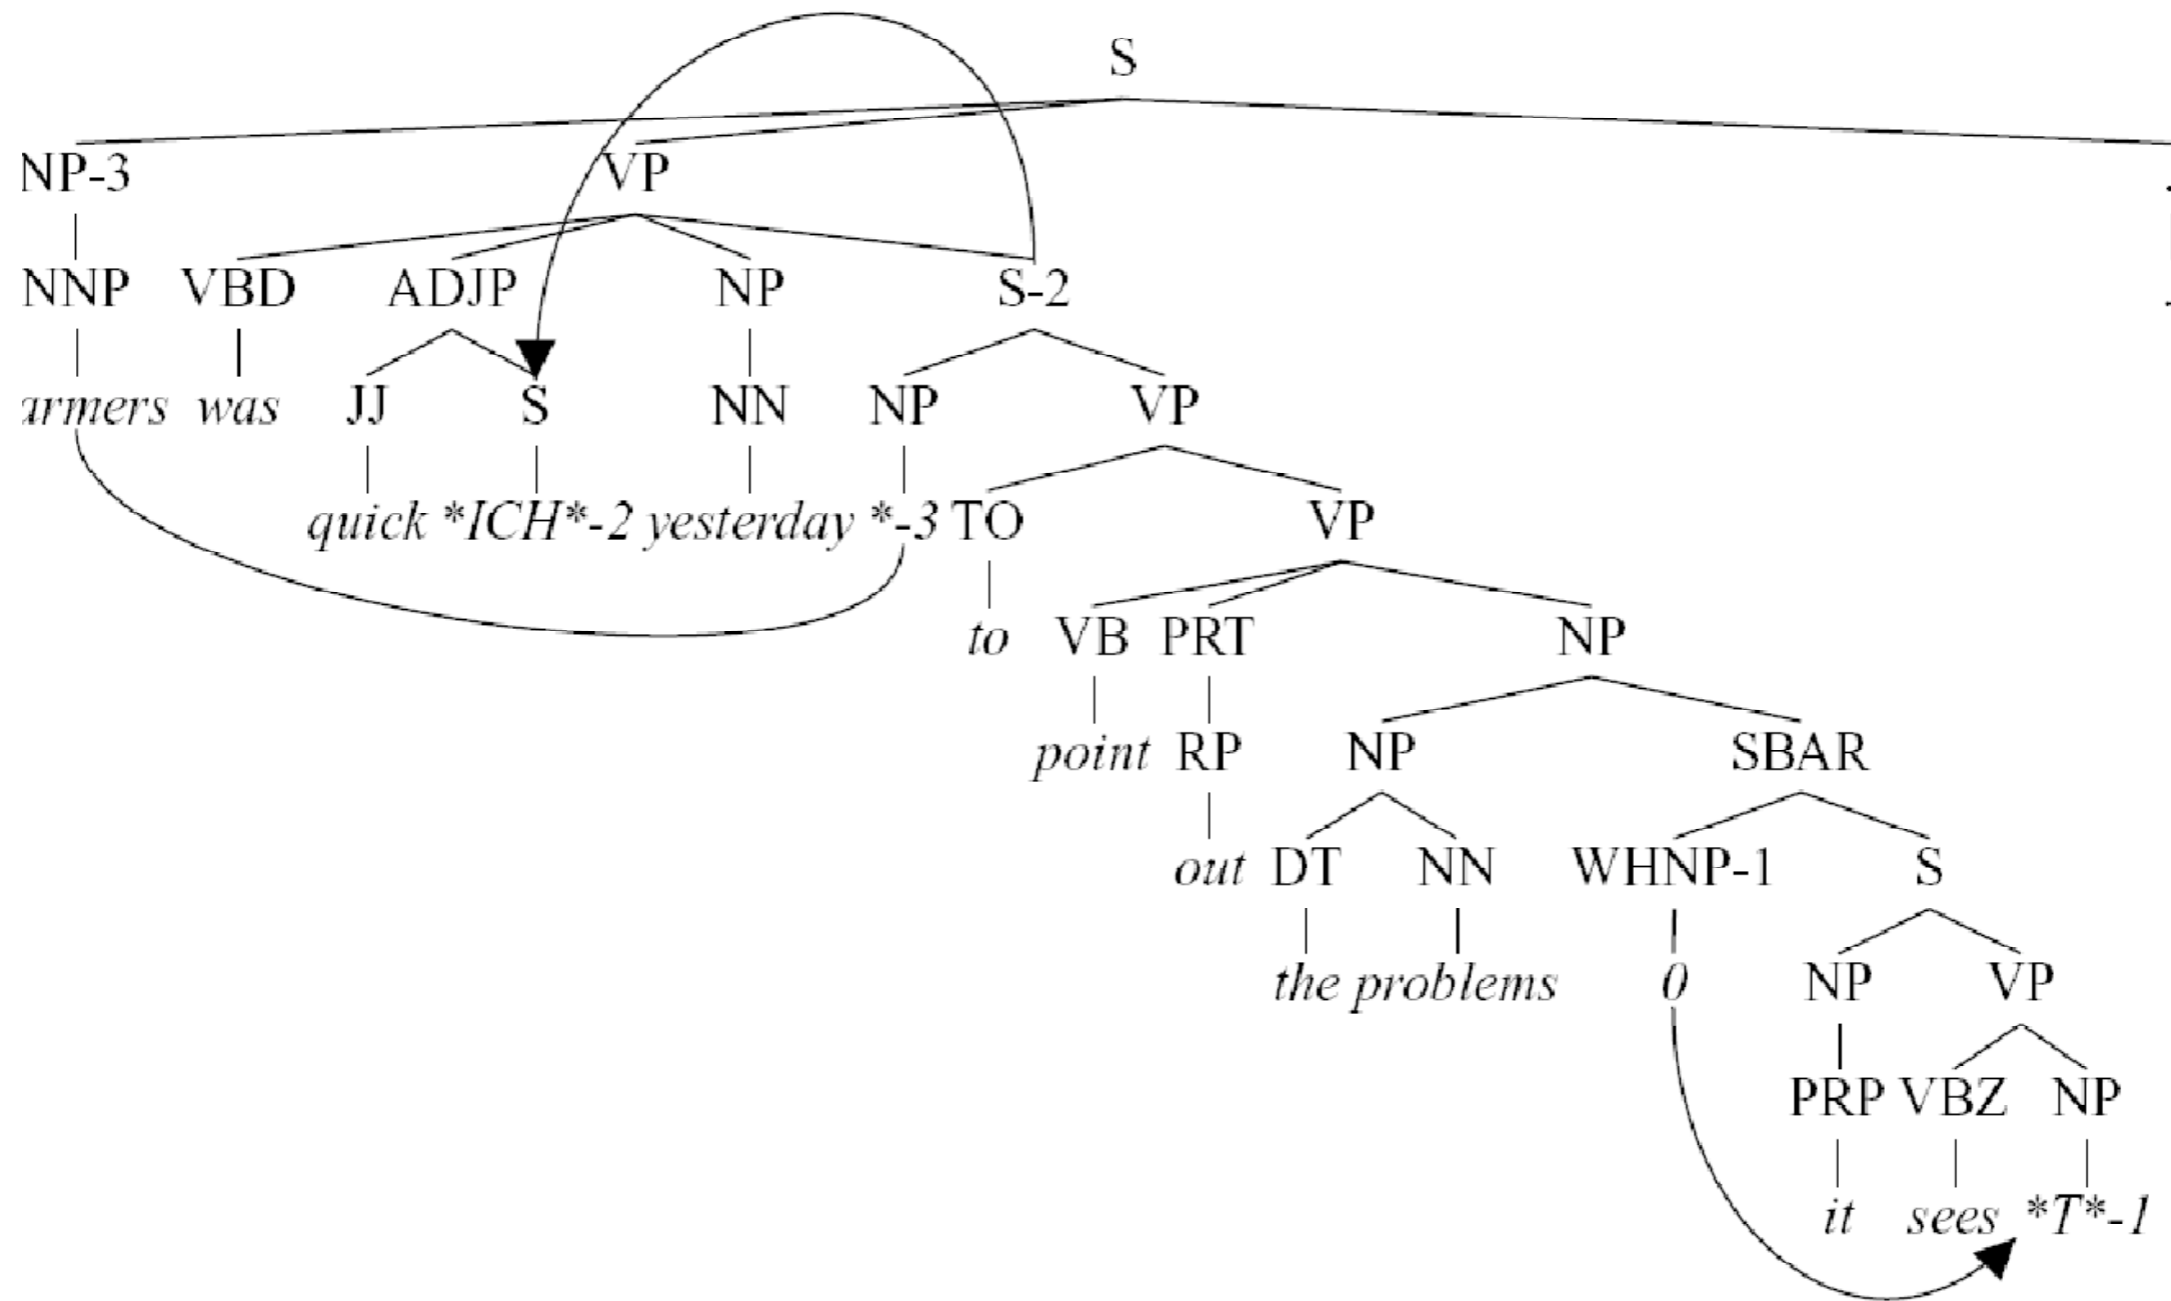 S
NP-3 VP
NNP VBD ADJP NP S-2
armers was JJ S NN NP VP
quick *ICH*-2 yesterday *-3 TO VP
to VB PRT NP
point RP NP SBAR
out DT NN WHNP-1 S
the problems 0 NP VP
PRP VBZ NP
it sees *T*-1